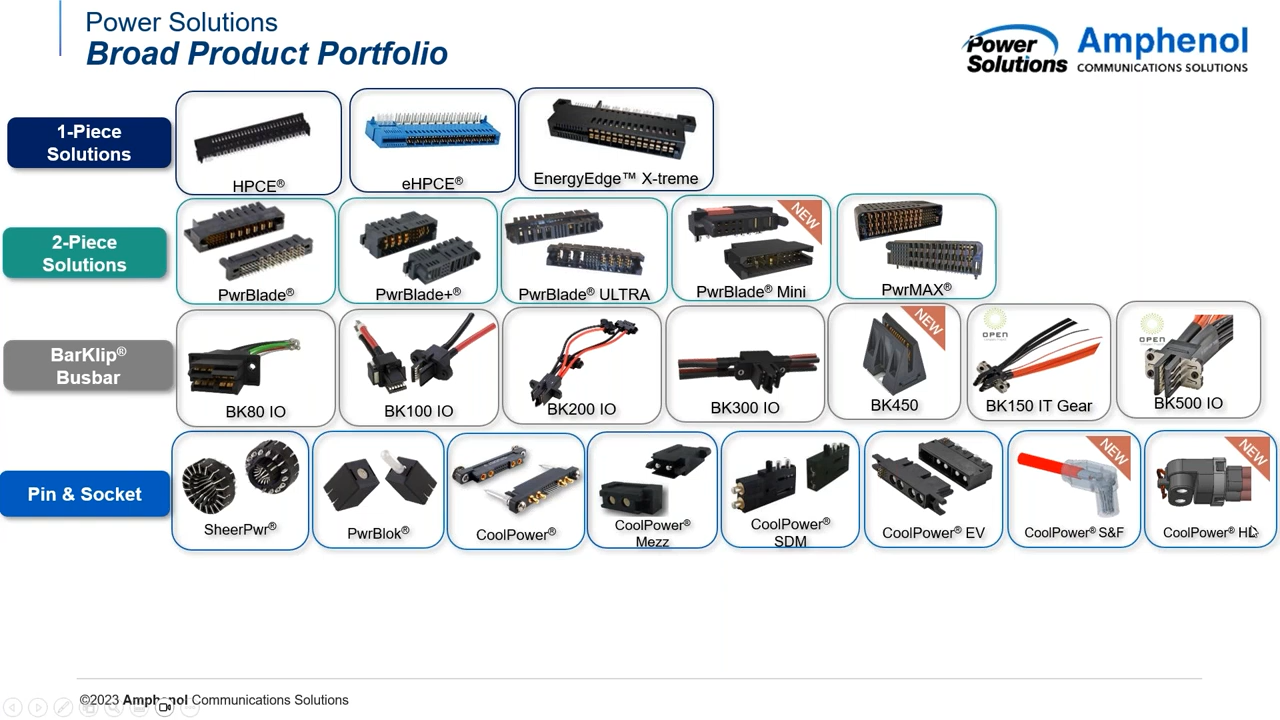 Power Solutions
Broad Product Portfolio
Power
Solutions
Amphenol
COMMUNICATIONS SOLUTIONS
1-Piece
Solutions
HPCE®
eHPCE®
EnergyEdge™ X-treme
2-Piece
Solutions
PwrBlade®
PwrBlade+®
PwrBlade® ULTRA
NEW
PwrBlade® Mini
PwrMAX®
BarKlip®
Busbar
BK80 IO
BK100 IO
BK200 IO
BK300 IO
NEW
BK450
OPEN
BK150 IT Gear
OPEN
BK500 IO
Pin & Socket
SheerPwr®
PwrBlok®
CoolPower®
CoolPower®
Mezz
CoolPower®
SDM
CoolPower® EV
NEW
CoolPower® S&F
NEW
CoolPower®
©2023 Amphenol Communications Solutions